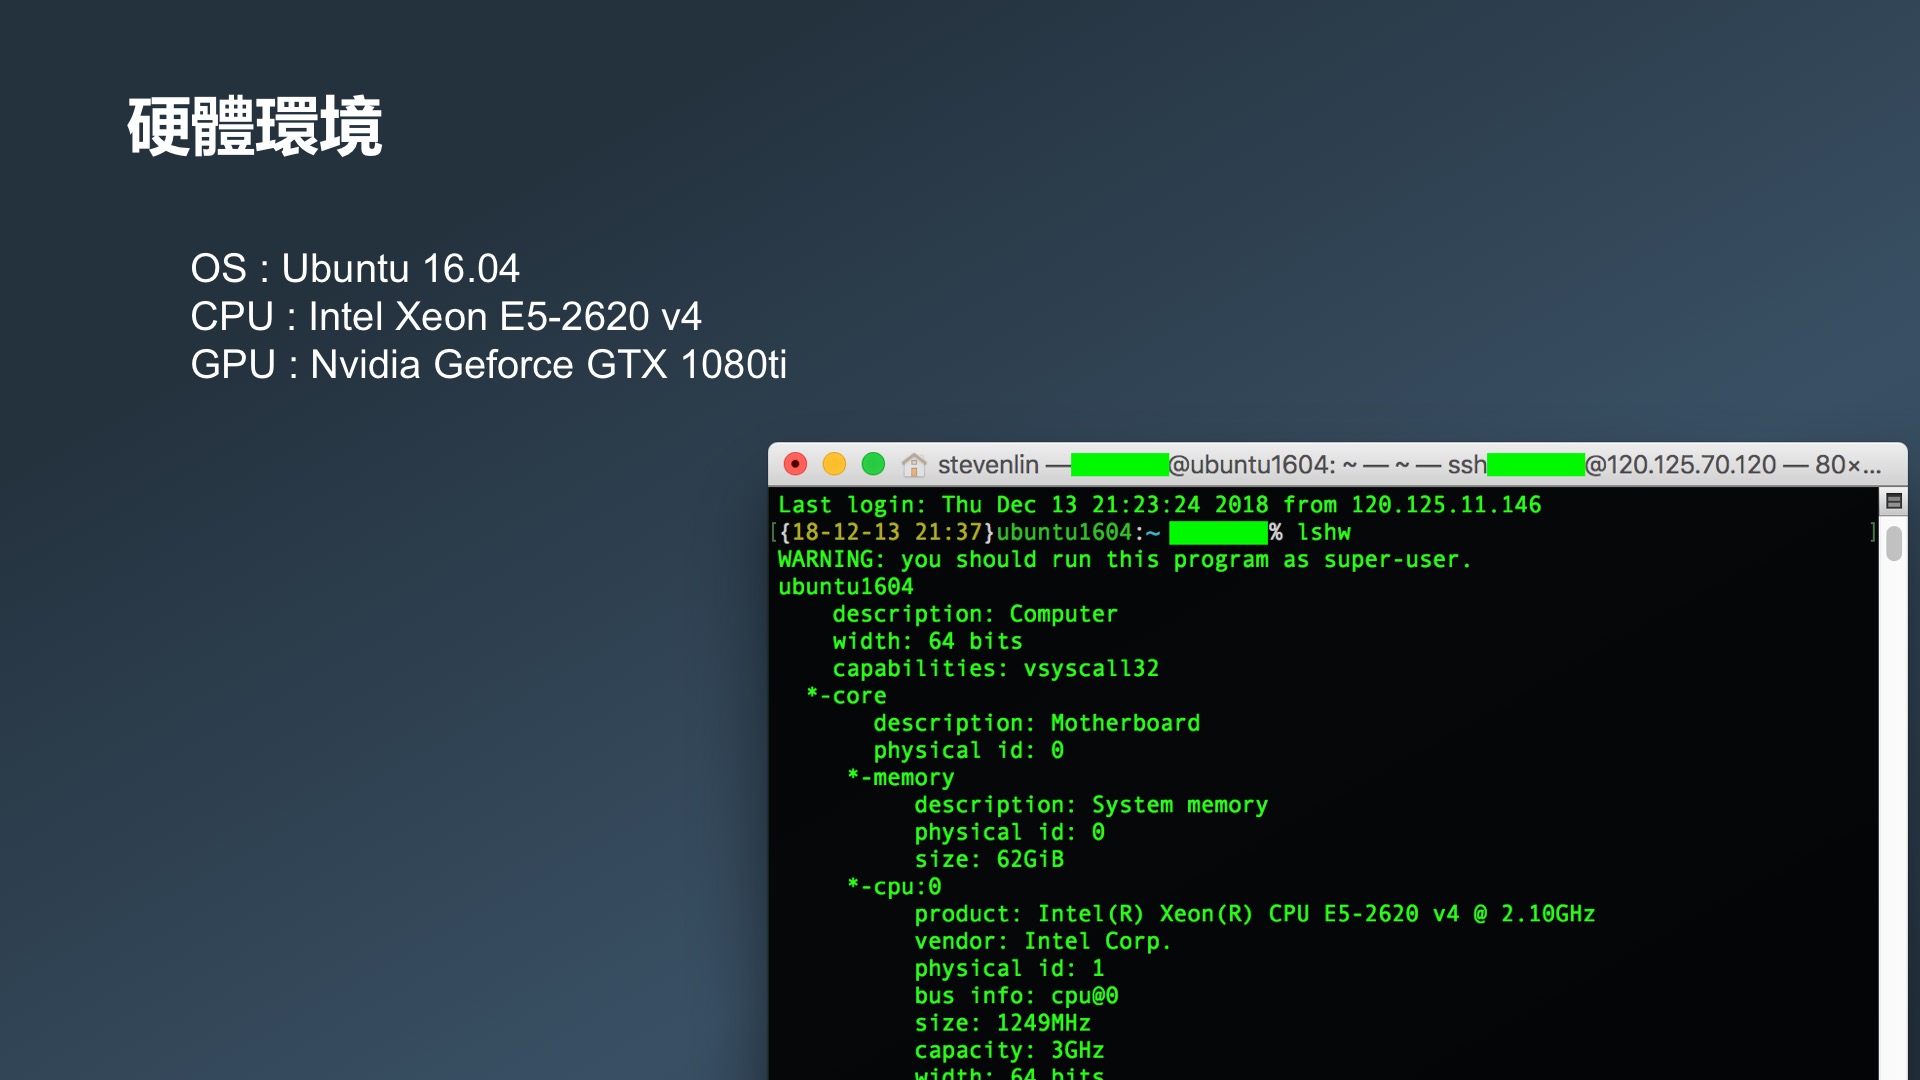 硬體環境
OS : Ubuntu 16.04
CPU : Intel Xeon E5-2620 v4
GPU : Nvidia Geforce GTX 1080ti
stevenlin — @ubuntu1604: ~ — ~ — ssh @120.125.70.120 — 80×...
Last login: Thu Dec 13 21:23:24 2018 from 120.125.11.146
[{18-12-13 21:37}ubuntu1604:~ % lshw ]
WARNING: you should run this program as super-user.
ubuntu1604
description: Computer
width: 64 bits
capabilities: vsyscall32
*-core
description: Motherboard
physical id: 0
*-memory
description: System memory
physical id: 0
size: 62GiB
*-cpu:0
product: Intel(R) Xeon(R) CPU E5-2620 v4 @ 2.10GHz
vendor: Intel Corp.
physical id: 1
bus info: cpu@0
size: 1249MHz
capacity: 3GHz
width: 64 bits